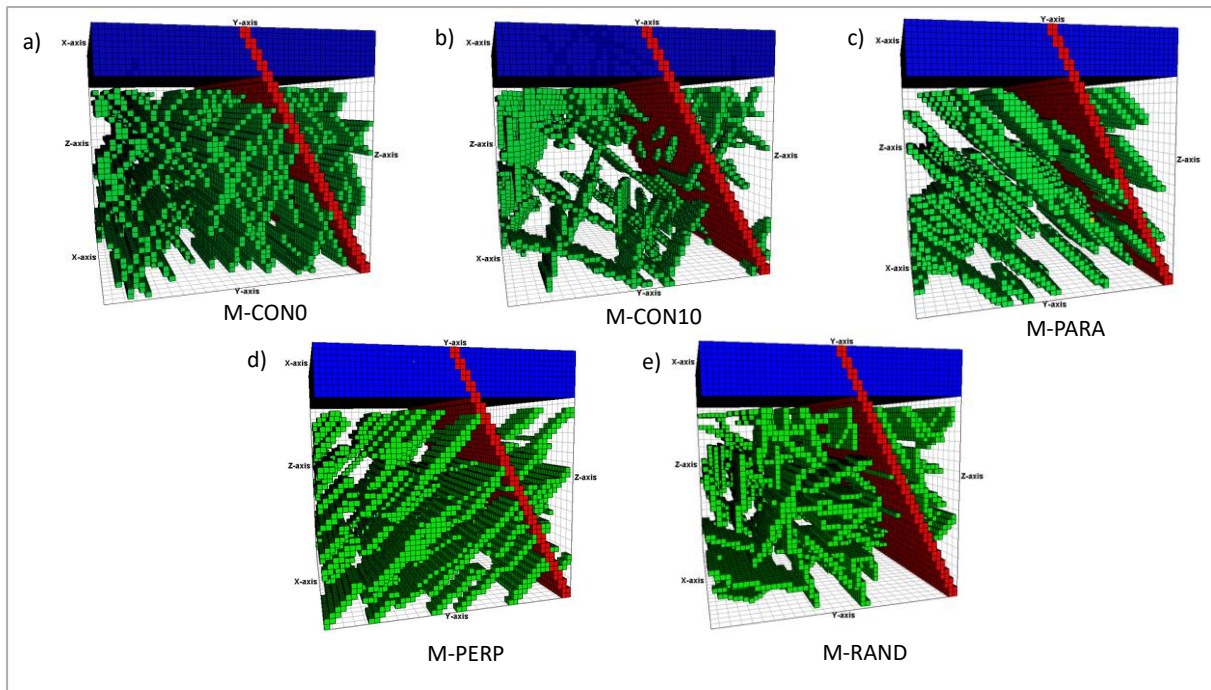 a)
Y-axis
X-axis
Z-axis
Z-axis
X-axis
Y-axis
M-CON0
b)
Y-axis
X-axis
Z-axis
Z-axis
X-axis
Y-axis
M-CON10
c)
Y-axis
X-axis
Z-axis
Z-axis
X-axis
Y-axis
M-PARA
d)
Y-axis
X-axis
Z-axis
Z-axis
X-axis
Y-axis
M-PERP
e)
Y-axis
X-axis
Z-axis
Z-axis
X-axis
Y-axis
M-RAND